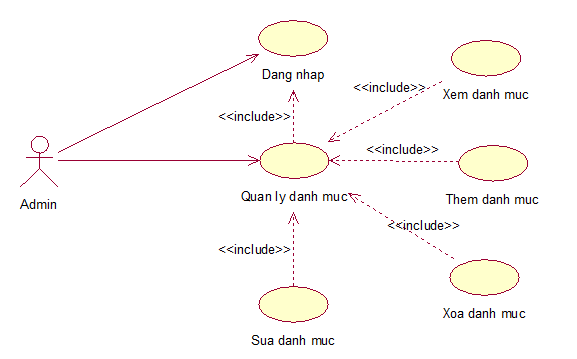 Dang nhap
<<include>>
Xem danh muc
<<include>>
<<include>>
Admin
Quan ly danh muc
Them danh muc
<<include>>
<<include>>
Sua danh muc
Xoa danh muc